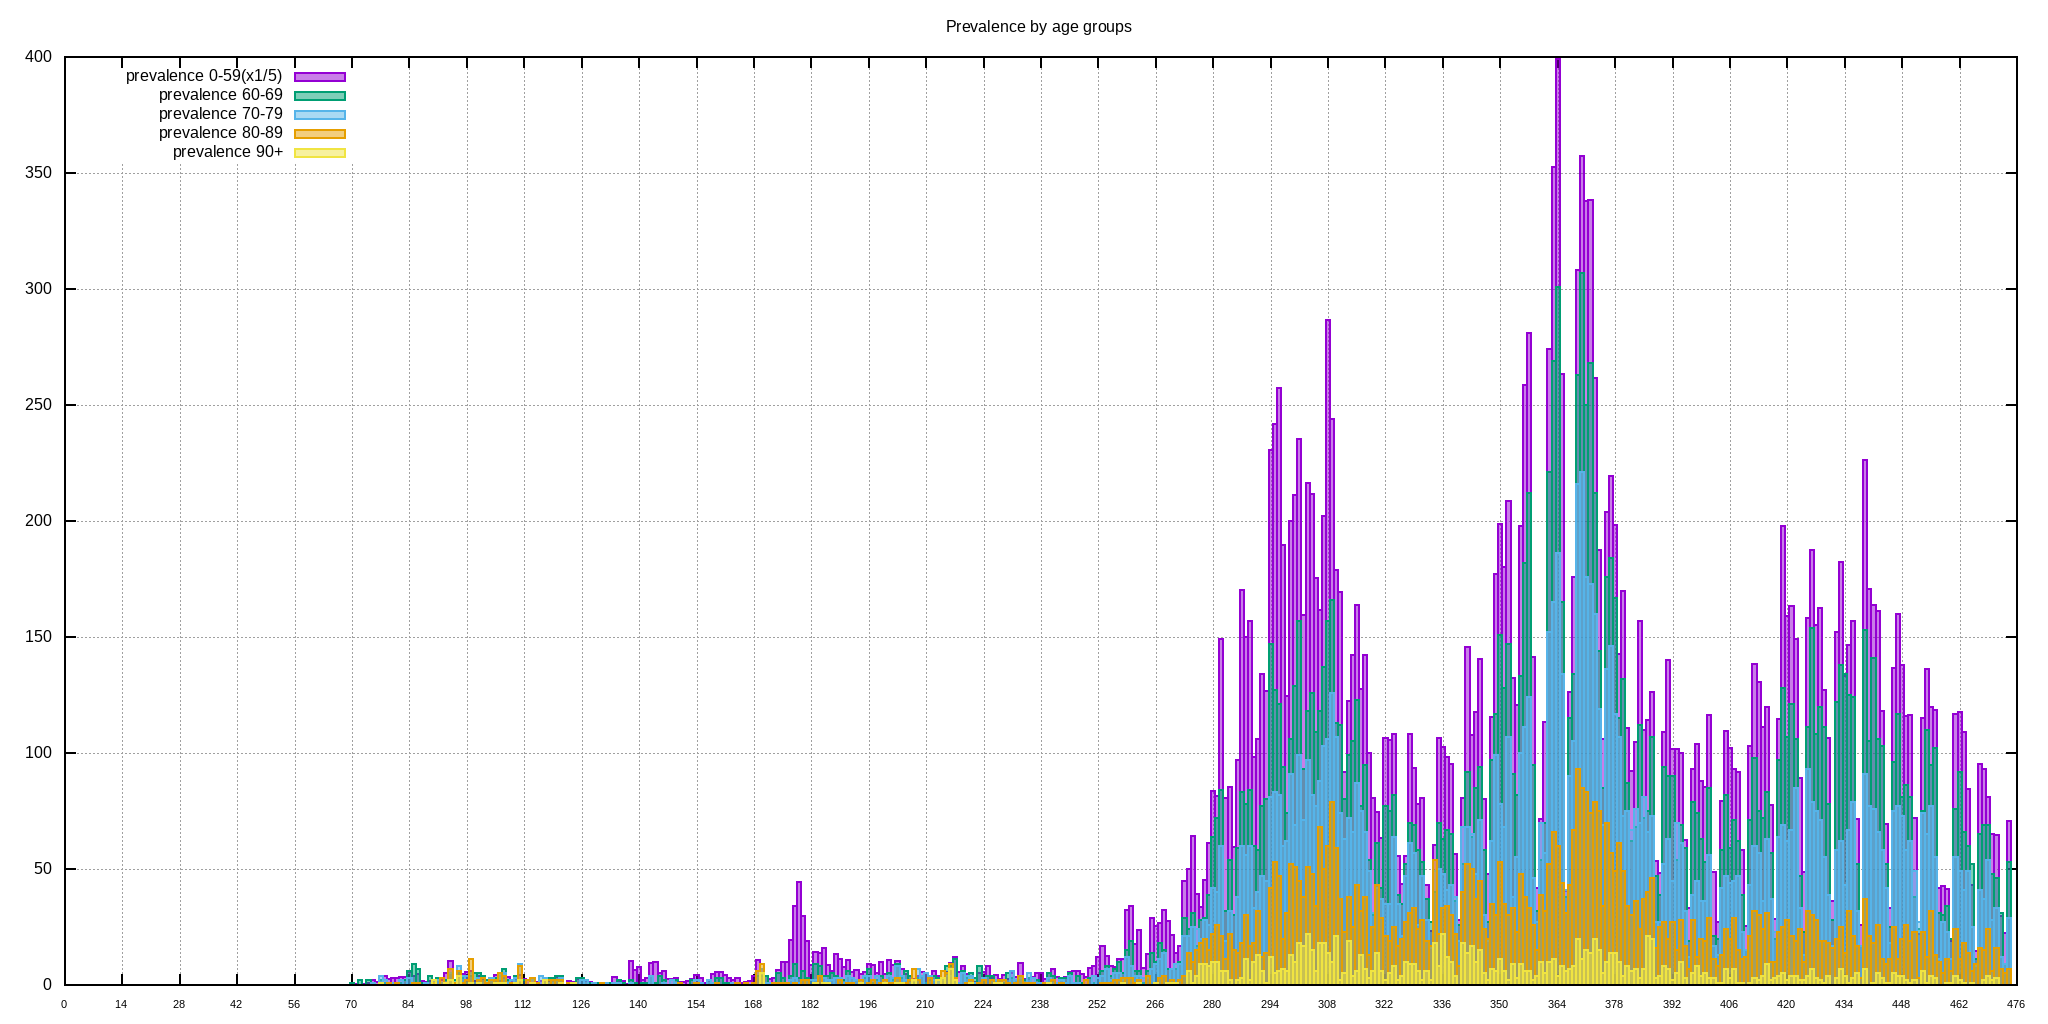 Prevalence by age groups
400
350
300
250
200
150
100
50
0
prevalence 0-59(x1/5)
prevalence 60-69
prevalence 70-79
prevalence 80-89
prevalence 90+
0 14 28 42 56 70 84 98 112 126 140 154 168 182 196 210 224 238 252 266 280 294 308 322 336 350 364 378 392 406 420 434 448 462 476